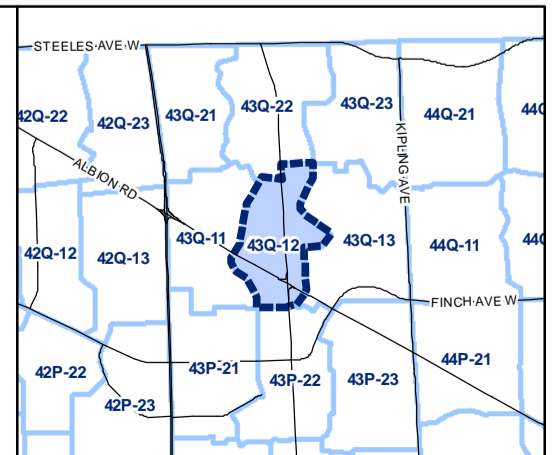 STEELES AVE W
42Q-22
42Q-23
43Q-21
43Q-22
43Q-23
44Q-21
KIPLING AVE
ALBION RD
42Q-12
42Q-13
43Q-11
43Q-12
43Q-13
44Q-11
FINCH AVE W
42P-22
42P-23
43P-21
43P-22
43P-23
44P-21